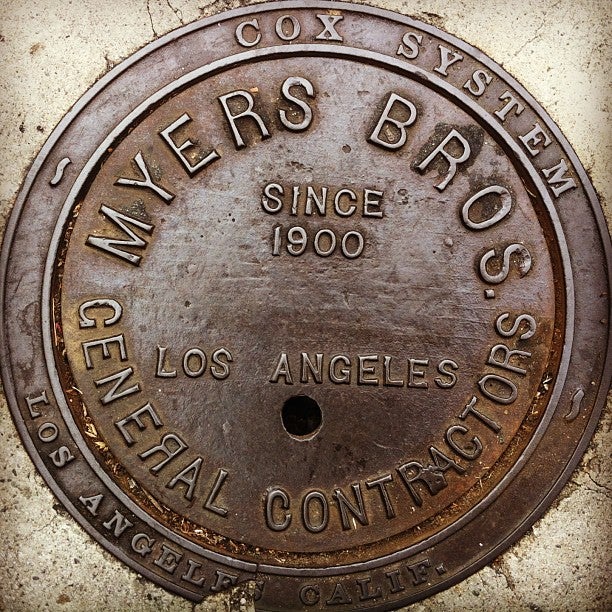 COX SYSTEM
MYERS BROS.
SINCE
1900
LOS ANGELES
GENERAL CONTRACTORS
LOS ANGELES CALIF.